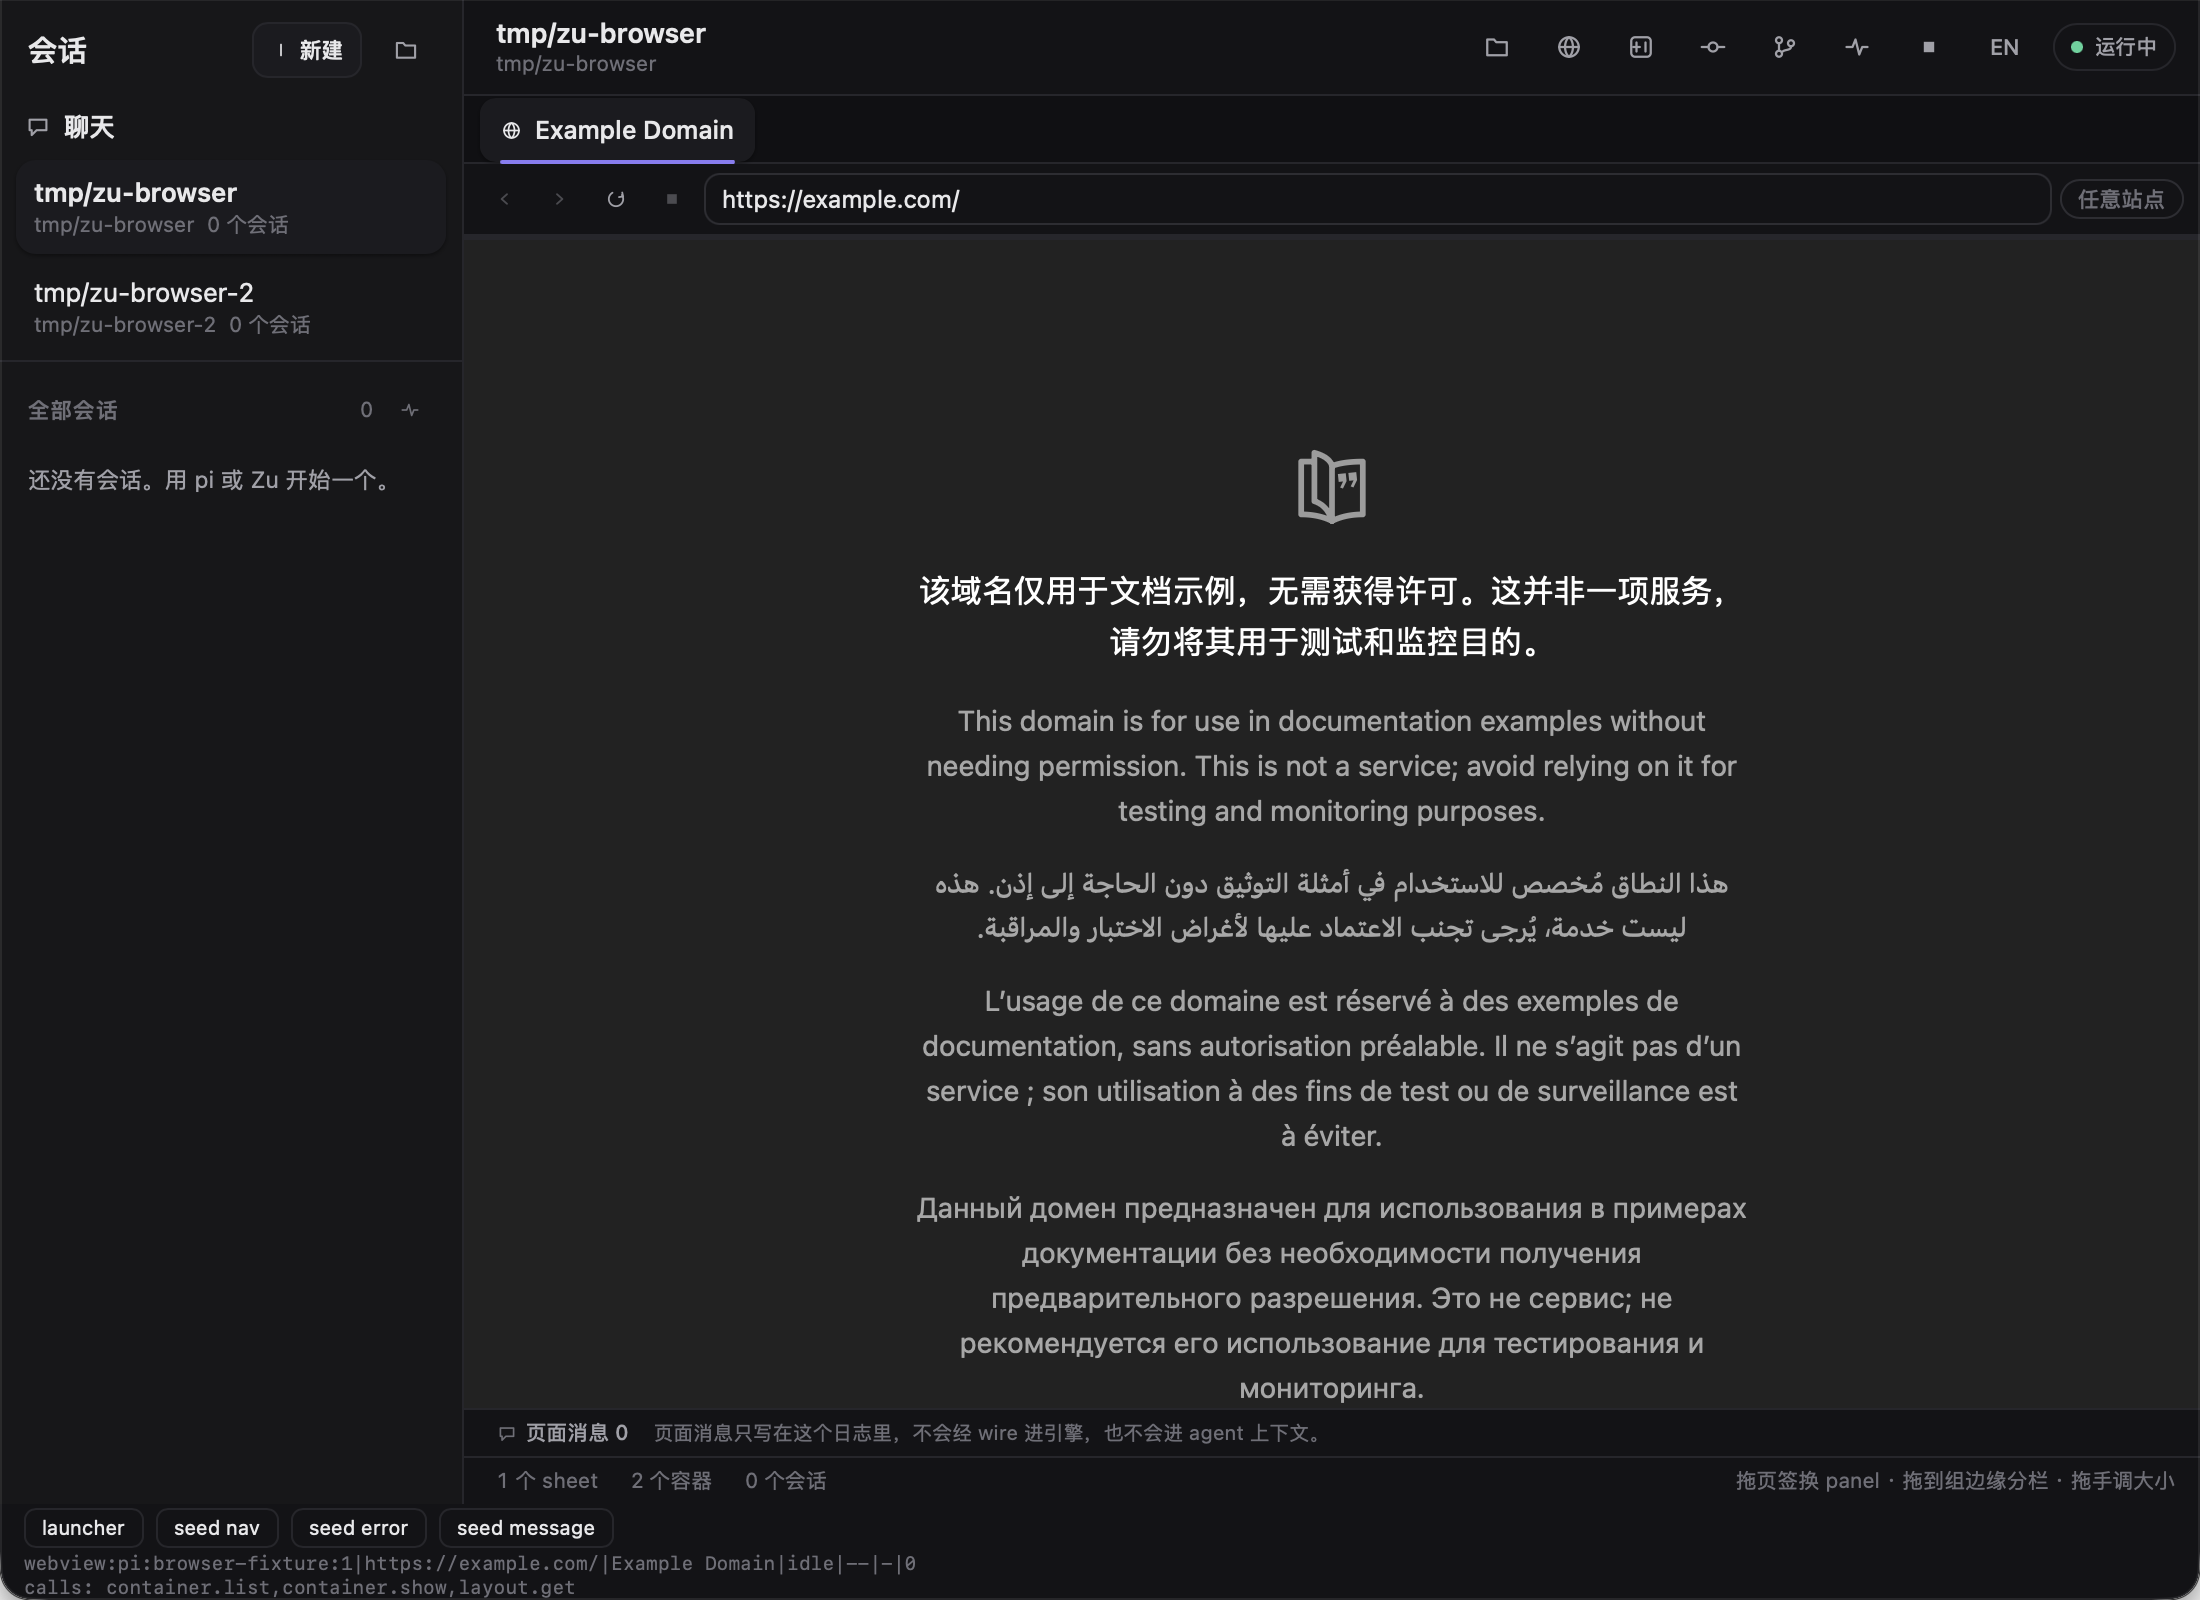 会话
新建
聊天
tmp/zu-browser
tmp/zu-browser 0 个会话
tmp/zu-browser-2
tmp/zu-browser-2 0 个会话
全部会话 0
还没有会话。用 pi 或 Zu 开始一个。
tmp/zu-browser
tmp/zu-browser
EN
运行中
Example Domain
https://example.com/
任意站点
该域名仅用于文档示例，无需获得许可。这并非一项服务，
请勿将其用于测试和监控目的。
This domain is for use in documentation examples without
needing permission. This is not a service; avoid relying on it for
testing and monitoring purposes.
هذا النطاق مُخصص للاستخدام في أمثلة التوثيق دون الحاجة إلى إذن. هذه
ليست خدمة، يُرجى تجنب الاعتماد عليها لأغراض الاختبار والمراقبة.
L’usage de ce domaine est réservé à des exemples de
documentation, sans autorisation préalable. Il ne s’agit pas d’un
service ; son utilisation à des fins de test ou de surveillance est
à éviter.
Данный домен предназначен для использования в примерах
документации без необходимости получения
предварительного разрешения. Это не сервис; не
рекомендуется его использование для тестирования и
мониторинга.
页面消息 0 页面消息只写在这个日志里，不会经 wire 进引擎，也不会进 agent 上下文。
1 个 sheet 2 个容器 0 个会话
拖页签换 panel · 拖到组边缘分栏 · 拖手调大小
launcher seed nav seed error seed message
webview:pi:browser-fixture:1|https://example.com/|Example Domain|idle|--|-|0
calls: container.list,container.show,layout.get